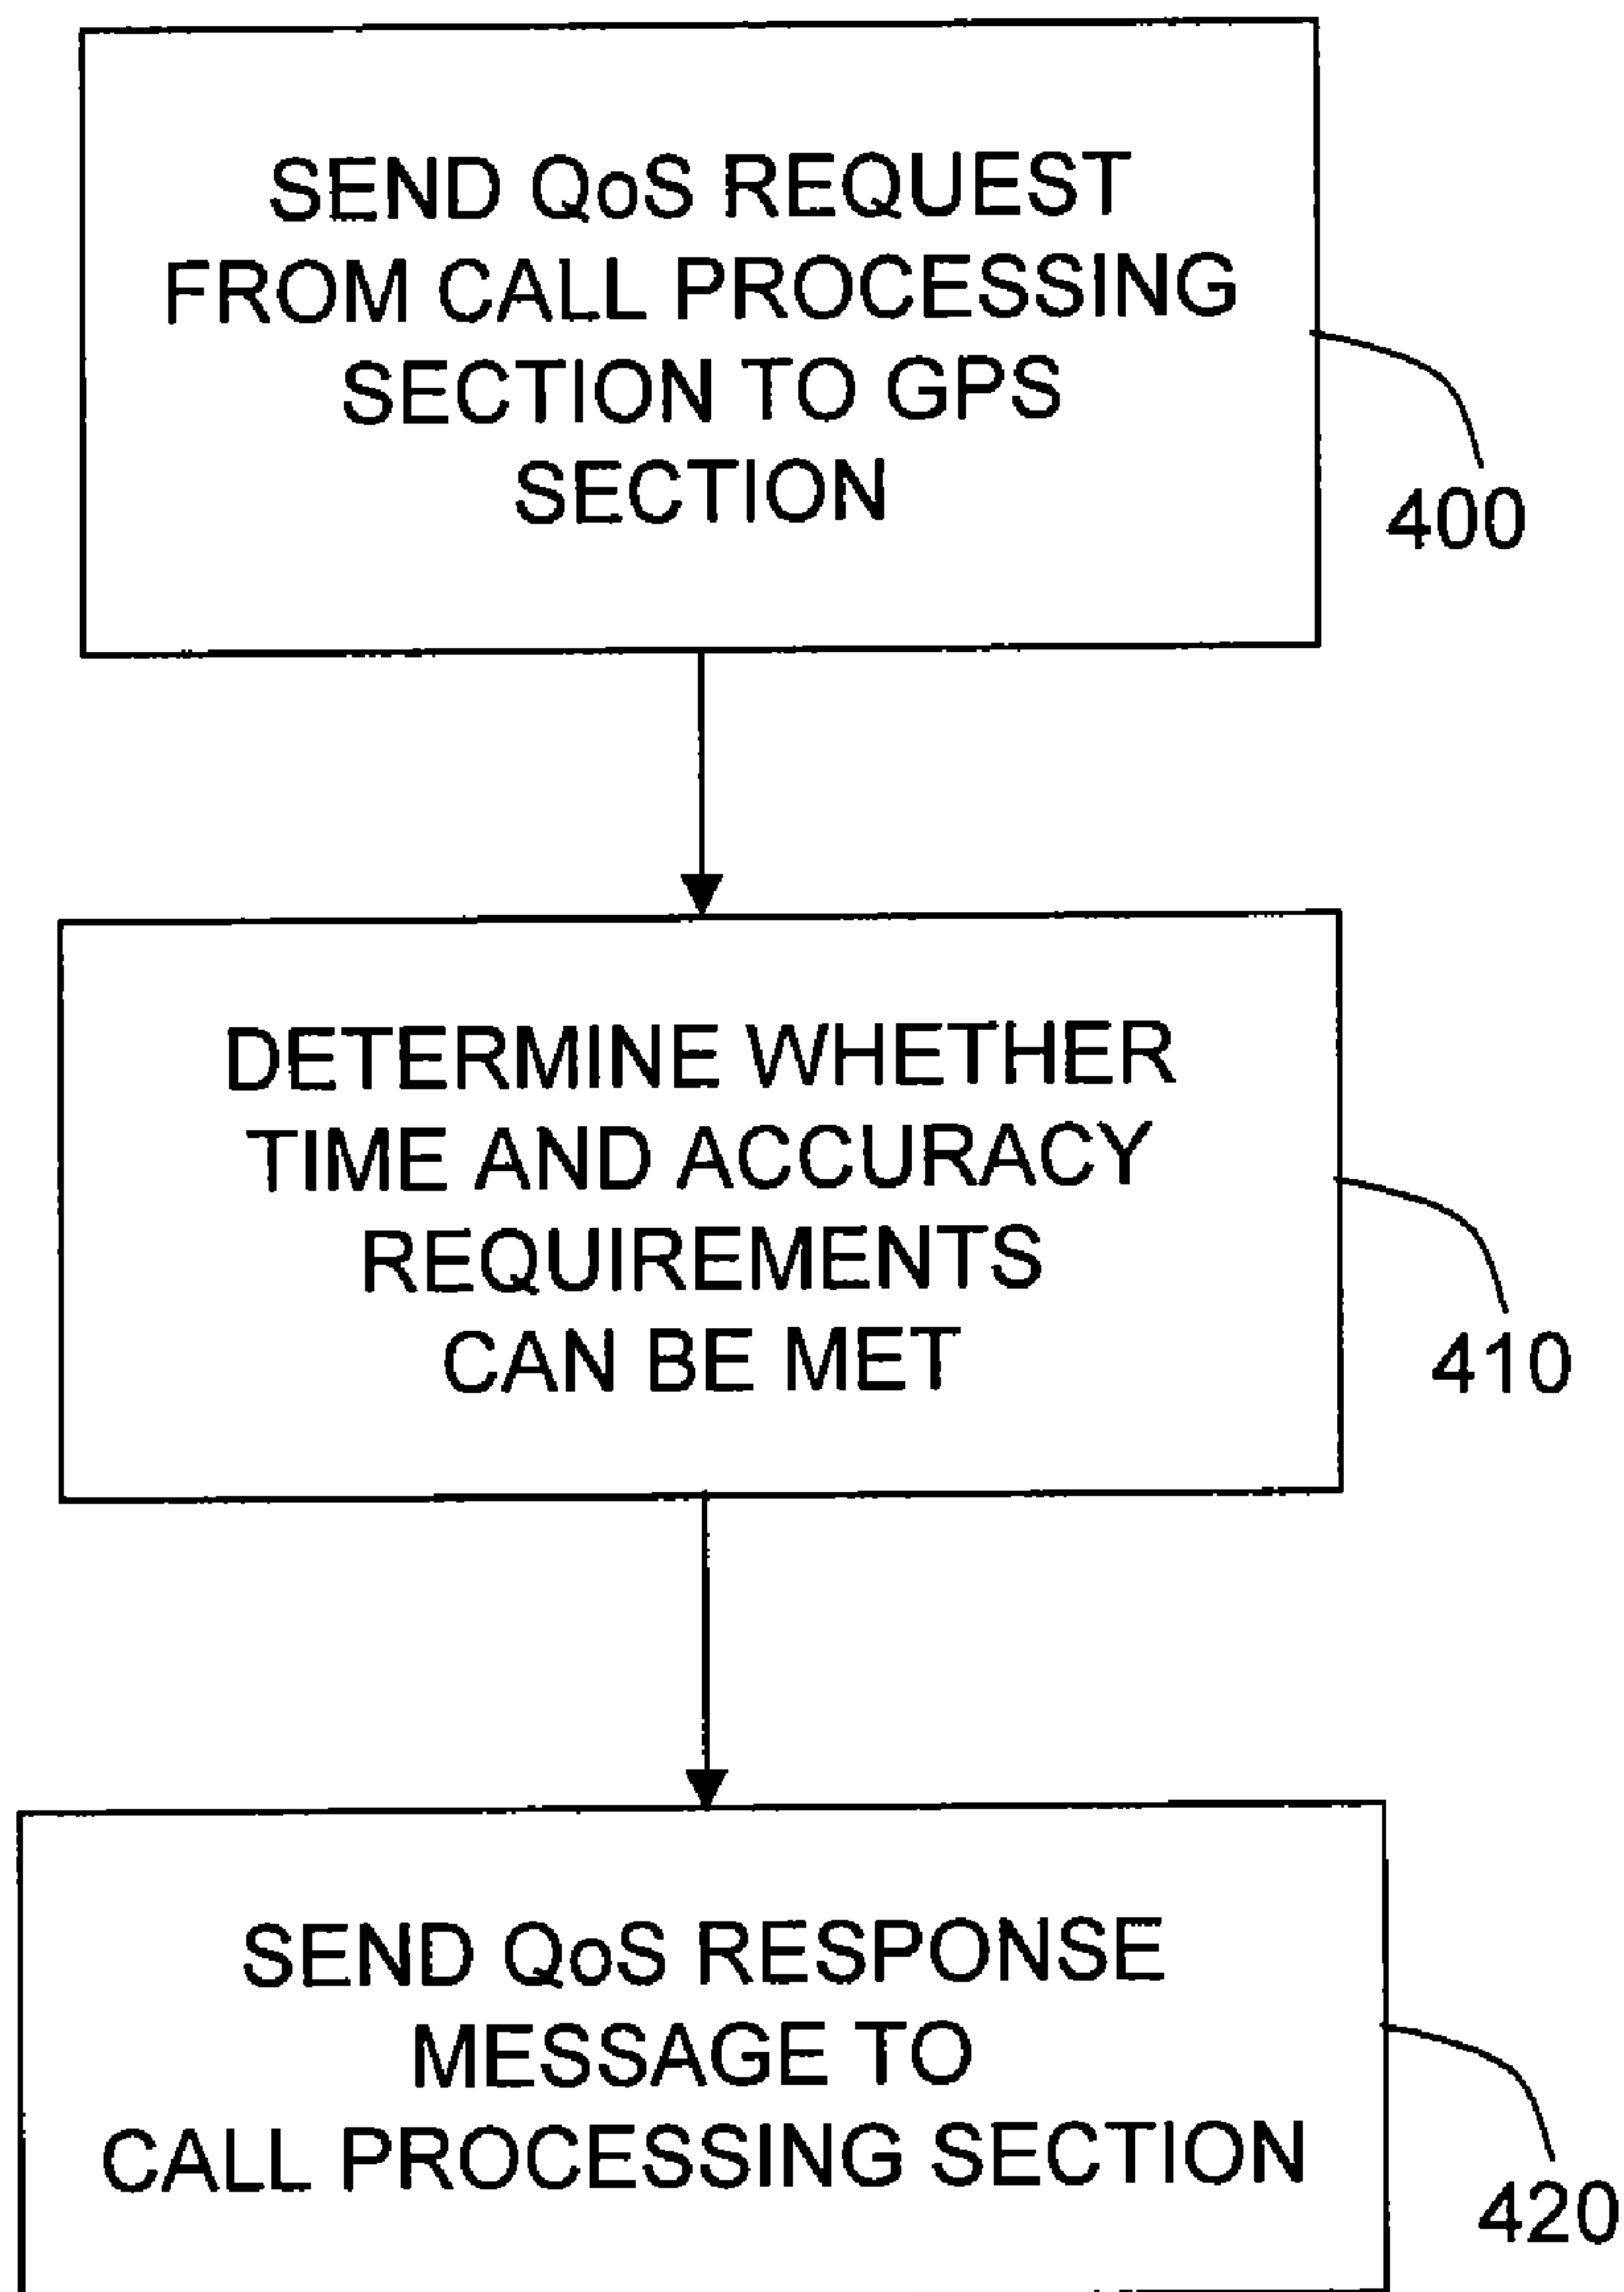 SEND QoS REQUEST
FROM CALL PROCESSING
SECTION TO GPS
SECTION
400
DETERMINE WHETHER
TIME AND ACCURACY
REQUIREMENTS
CAN BE MET
410
SEND QoS RESPONSE
MESSAGE TO
CALL PROCESSING SECTION
420